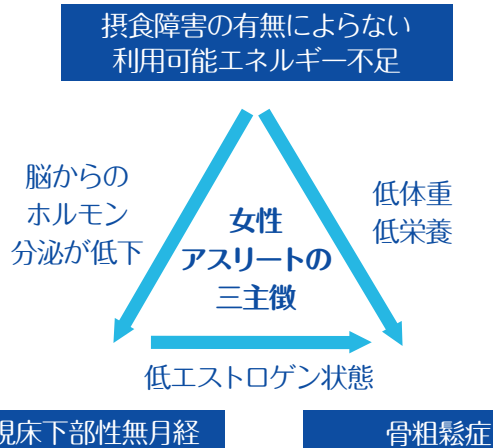 摂食障害の有無によらない
利用可能エネルギー不足
脳からの
ホルモン
分泌が低下
低体重
低栄養
女性
アスリートの
三主徴
低エストロゲン状態
視床下部性無月経
骨粗鬆症